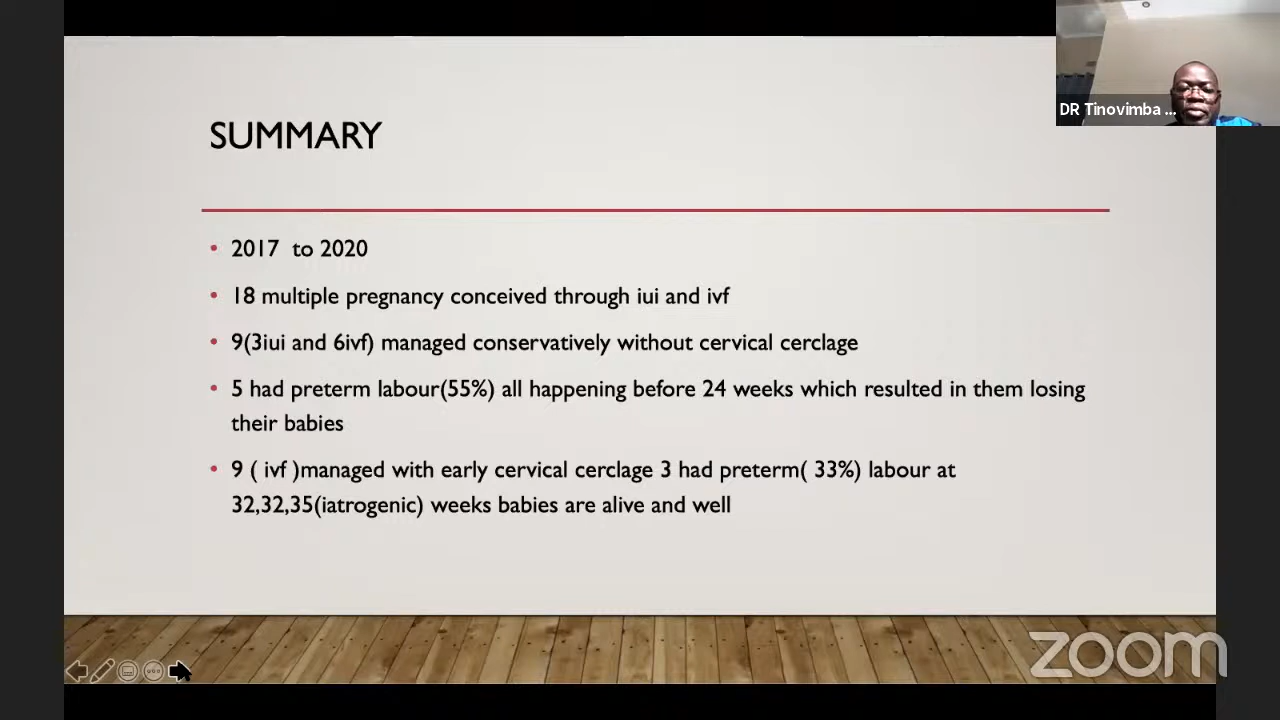 DR Tinovimba ...
SUMMARY
• 2017 to 2020
• 18 multiple pregnancy conceived through iui and ivf
• 9(3iui and 6ivf) managed conservatively without cervical cerclage
• 5 had preterm labour(55%) all happening before 24 weeks which resulted in them losing
their babies
• 9 ( ivf )managed with early cervical cerclage 3 had preterm( 33%) labour at
32,32,35(iatrogenic) weeks babies are alive and well
zoom